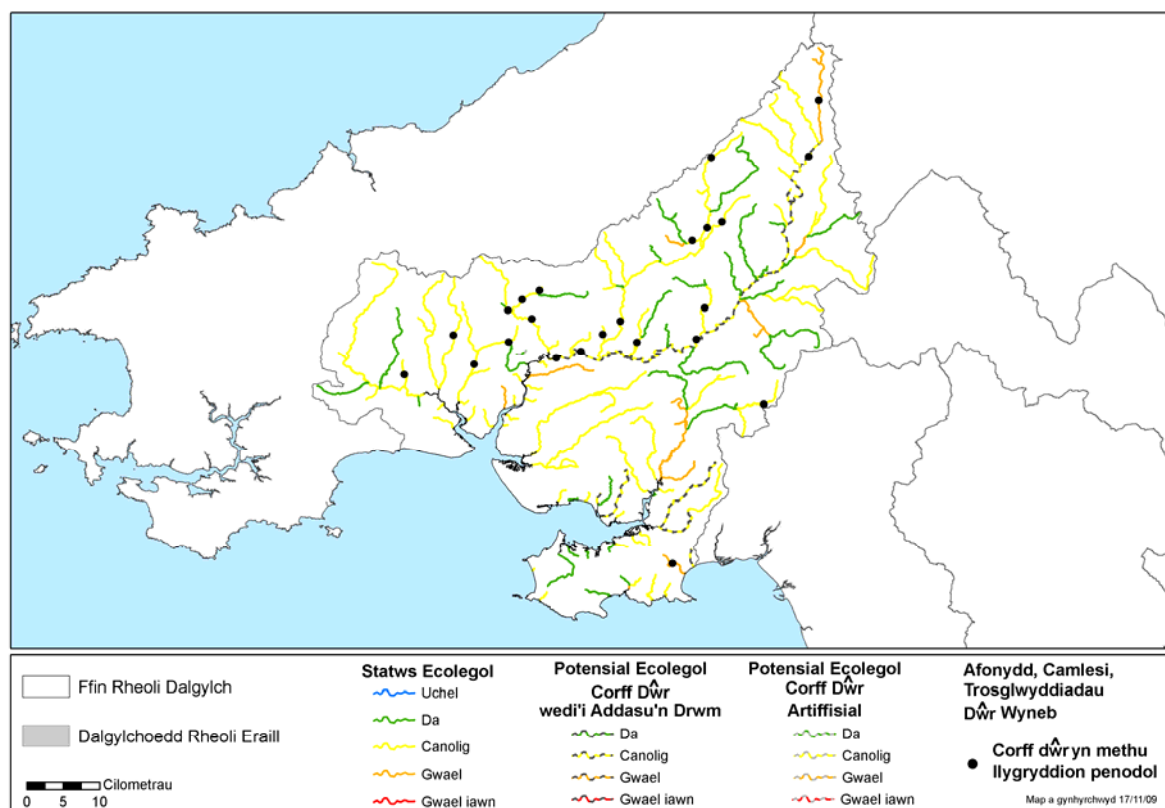 Ffin Rheoli Dalgylch
Dalgylchoedd Rheoli Eraill
Cilometrau
0 5 10
Statws Ecolegol
Uchel
Da
Canolig
Gwael
Gwael iawn
Potensial Ecolegol
Corff Dŵr
wedi'i Addasu'n Drwm
Da
Canolig
Gwael
Gwael iawn
Potensial Ecolegol
Corff Dŵr
Artiffisial
Da
Canolig
Gwael
Gwael iawn
Afonydd, Camlesi,
Trosglwyddiadau
Dŵr Wyneb
Corff dŵr yn methu
llygryddion penodol
Map a gynhyrchwyd 17/11/09